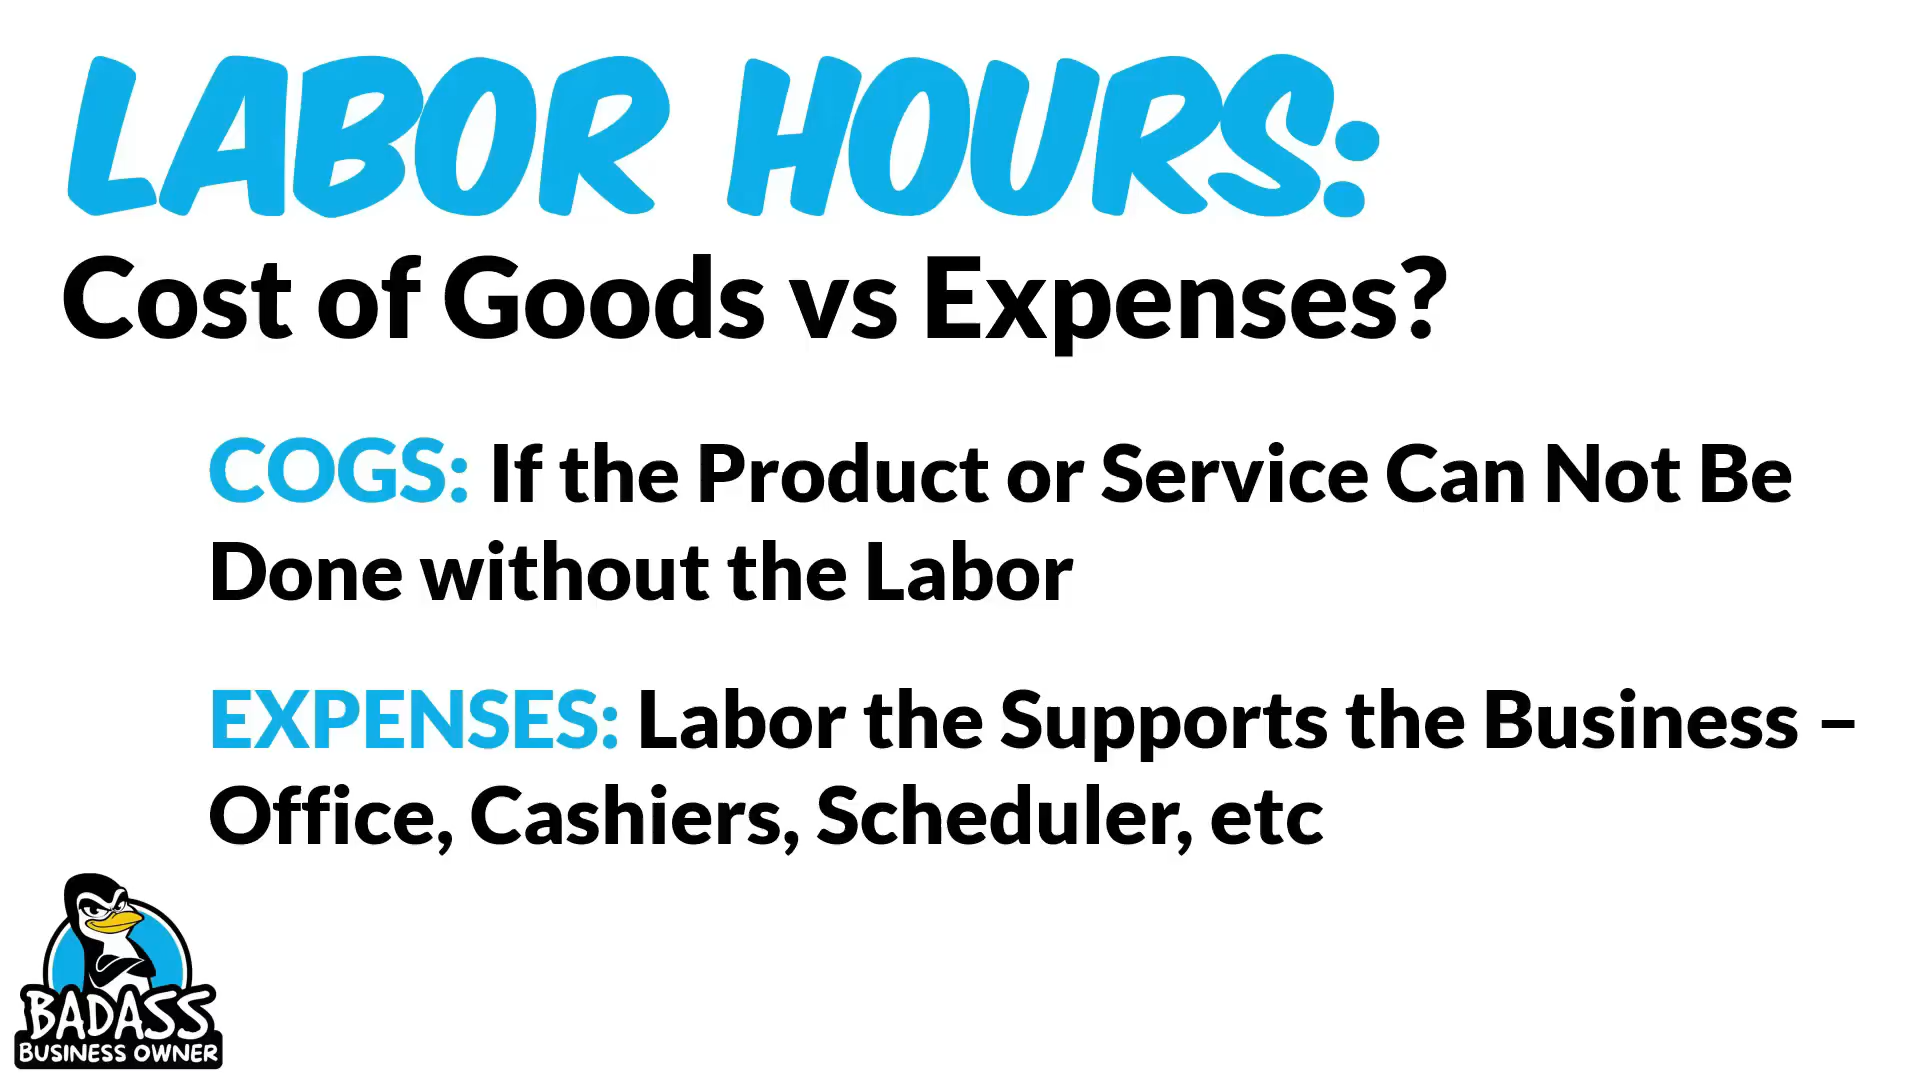 LABOR HOURS:
Cost of Goods vs Expenses?
COGS: If the Product or Service Can Not Be
Done without the Labor
EXPENSES: Labor the Supports the Business –
Office, Cashiers, Scheduler, etc
BADASS
BUSINESS OWNER